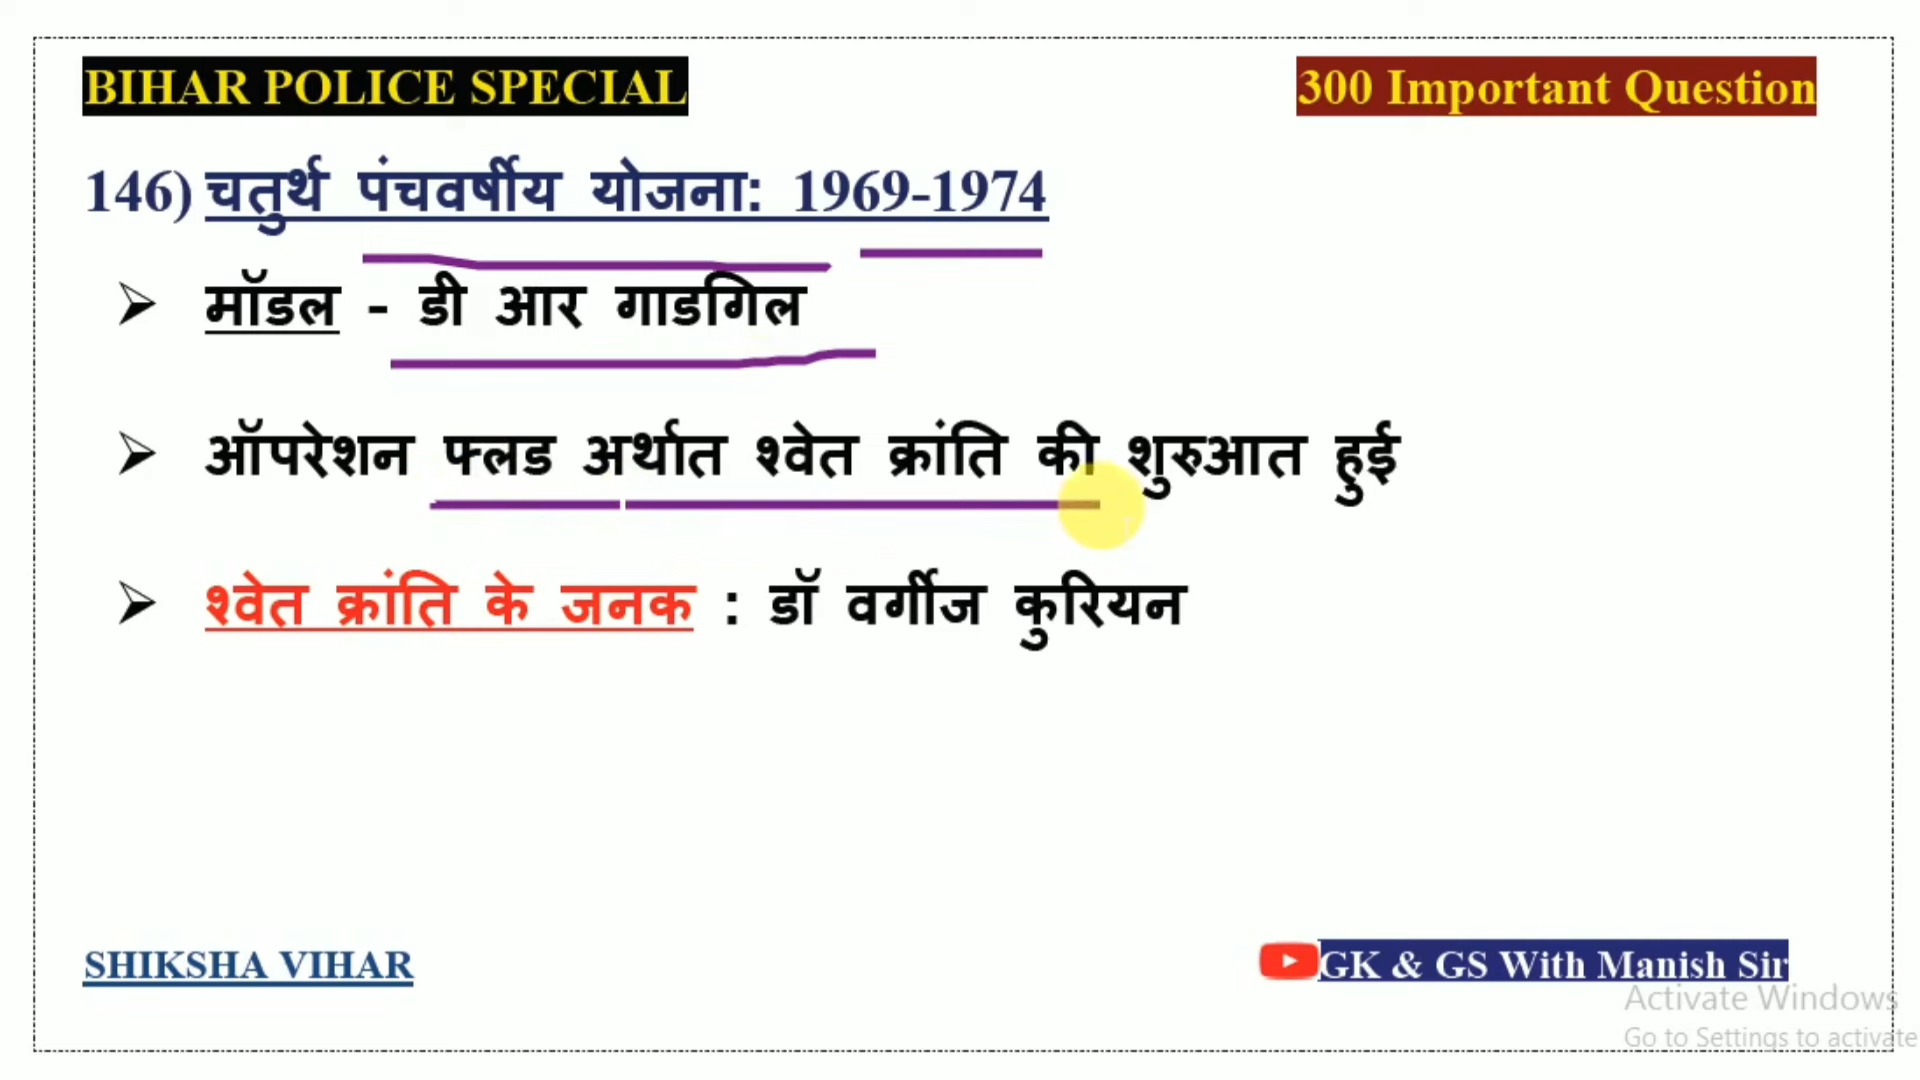 BIHAR POLICE SPECIAL
300 Important Question
146) चतुर्थ पंचवर्षीय योजना: 1969-1974
➢ मॉडल - डी आर गाडगिल
➢ ऑपरेशन फ्लड अर्थात श्वेत क्रांति की शुरुआत हुई
➢ श्वेत क्रांति के जनक : डॉ वर्गीज कुरियन
SHIKSHA VIHAR
GK & GS With Manish Sir
Activate Windows
Go to Settings to activate